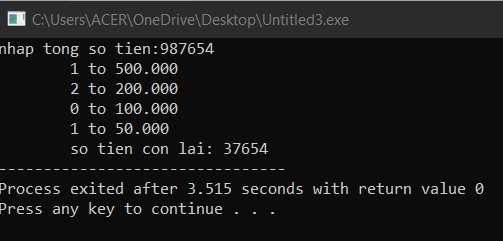 C:\Users\ACER\OneDrive\Desktop\Untitled3.exe
nhap tong so tien:987654
1 to 500.000
2 to 200.000
0 to 100.000
1 to 50.000
so tien con lai: 37654
--------------------------------
Process exited after 3.515 seconds with return value 0
Press any key to continue . . .